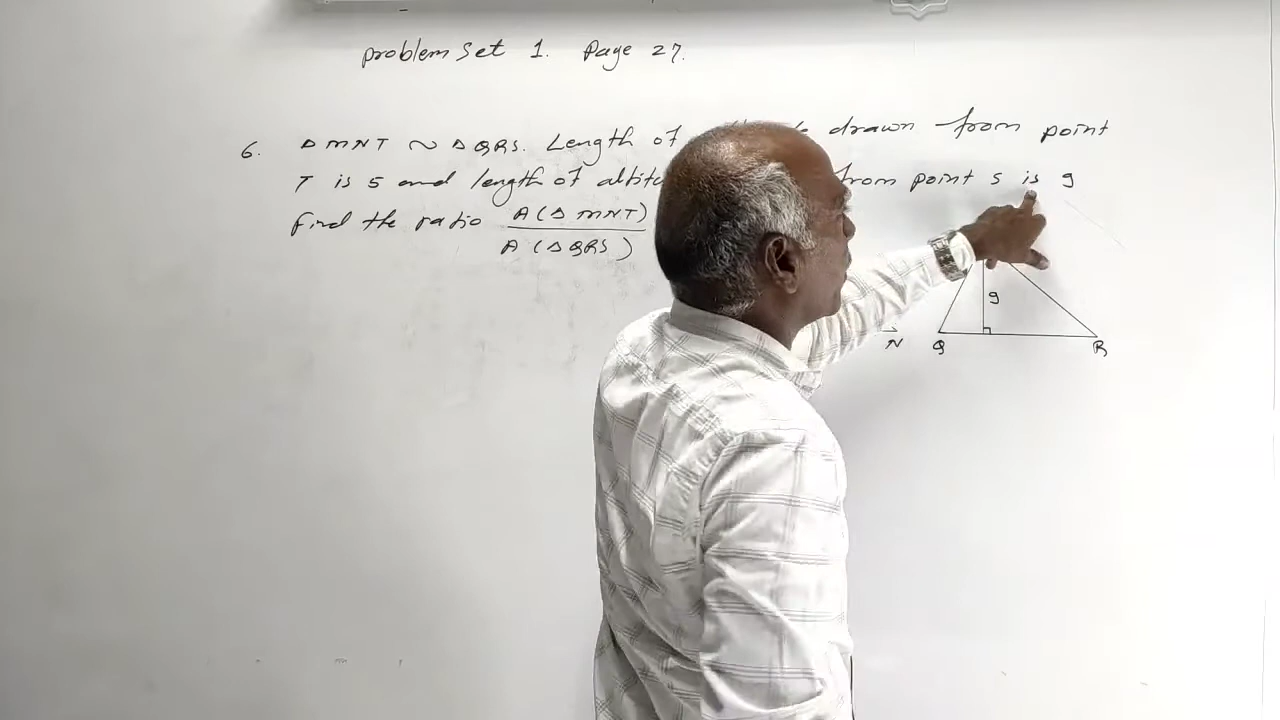 problem set 1. Page 27.
6. Δ MNT ~ Δ QRS. Length of drawn from point
T is 5 and length of from point S is 9
Find the ratio A ( Δ MNT )
A ( Δ QRS )
9
N Q R